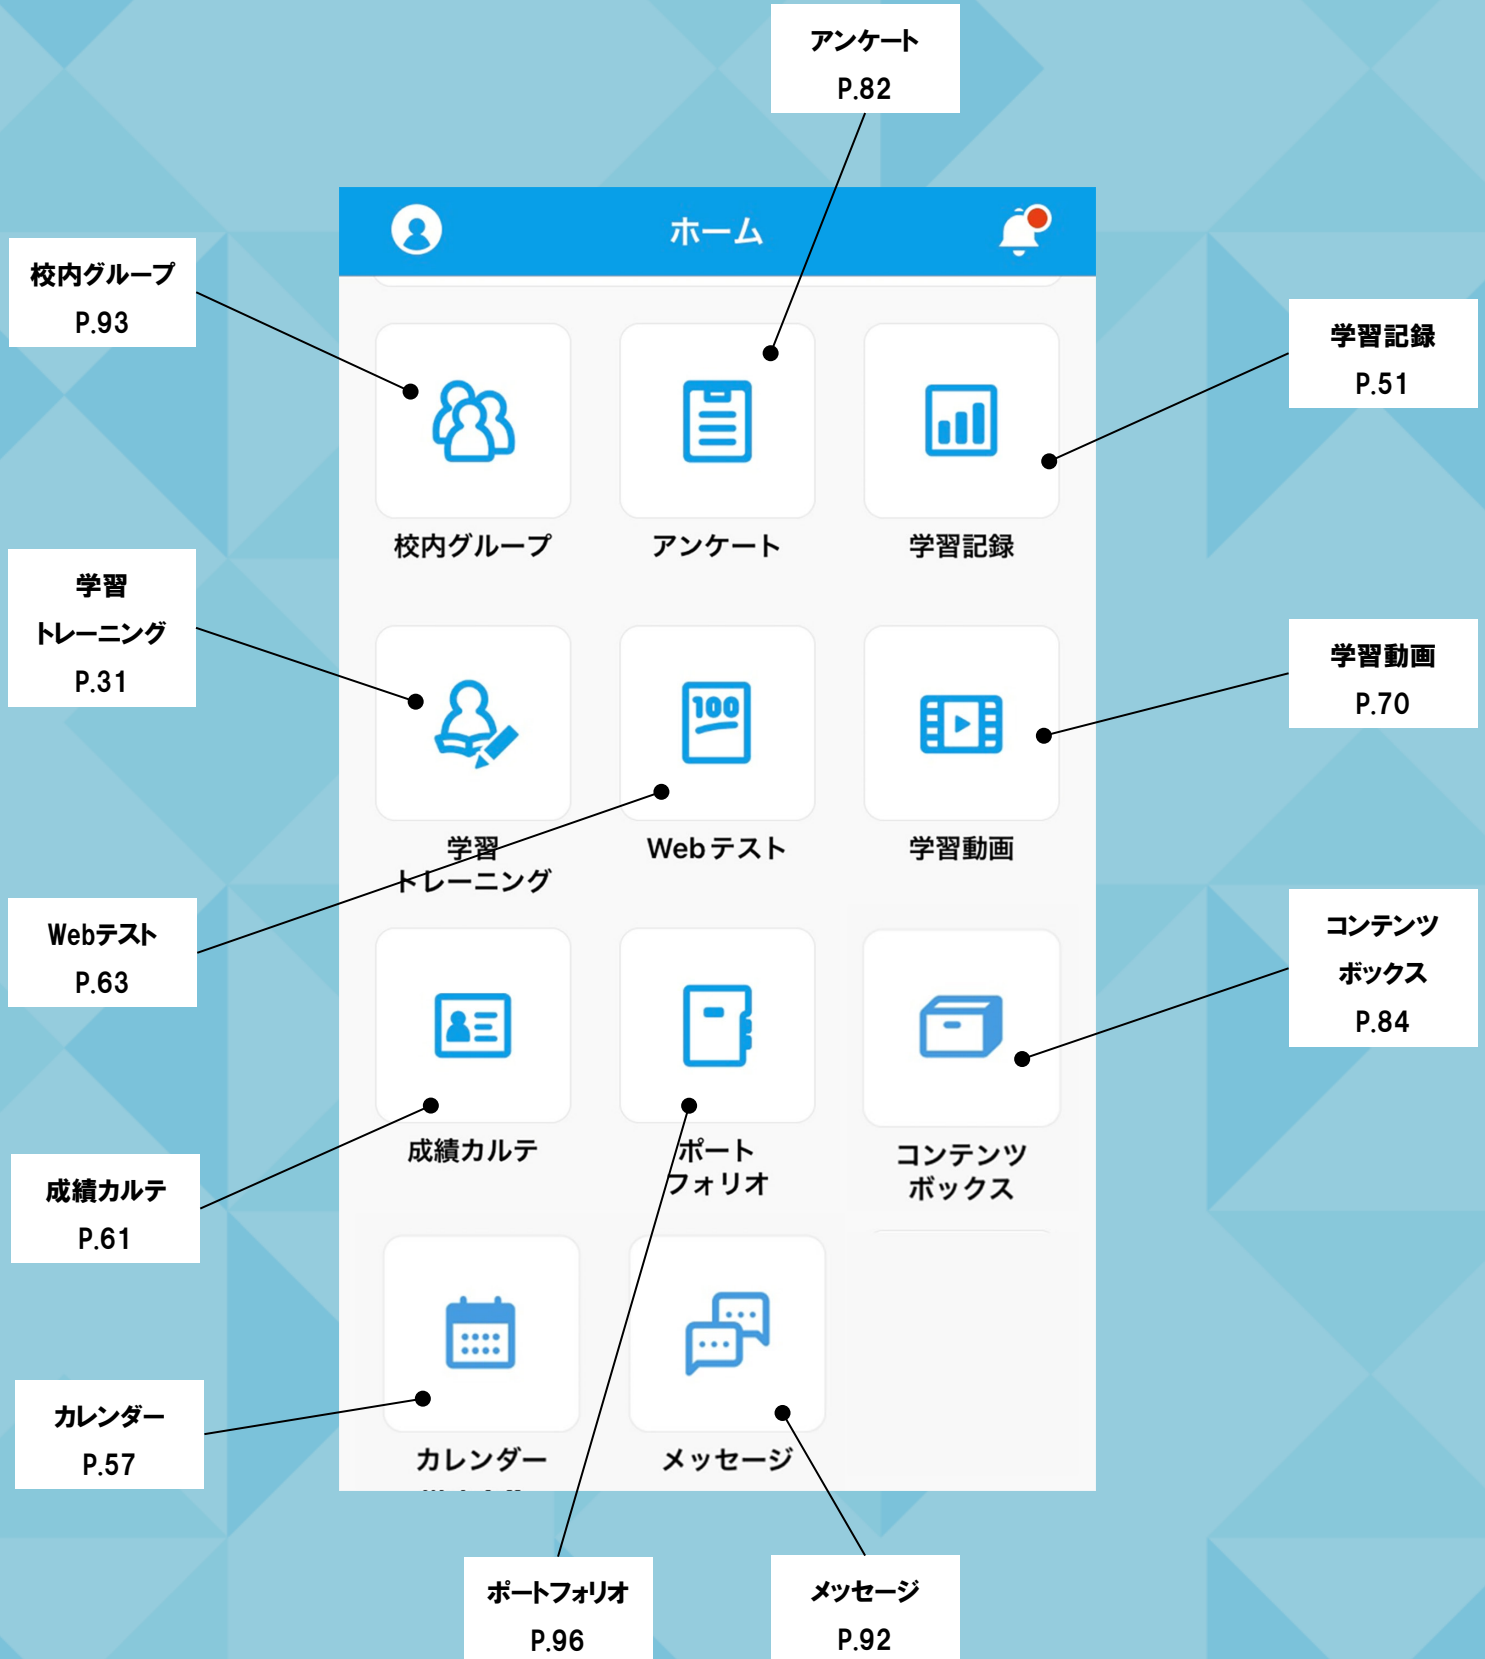 アンケート
P.82
ホーム
校内グループ
P.93
学習記録
P.51
校内グループ
アンケート
学習記録
学習
トレーニング
P.31
学習動画
P.70
100
学習
トレーニング
Webテスト
学習動画
Webテスト
P.63
コンテンツ
ボックス
P.84
成績カルテ
ポート
フォリオ
コンテンツ
ボックス
成績カルテ
P.61
カレンダー
P.57
カレンダー
メッセージ
ポートフォリオ
P.96
メッセージ
P.92